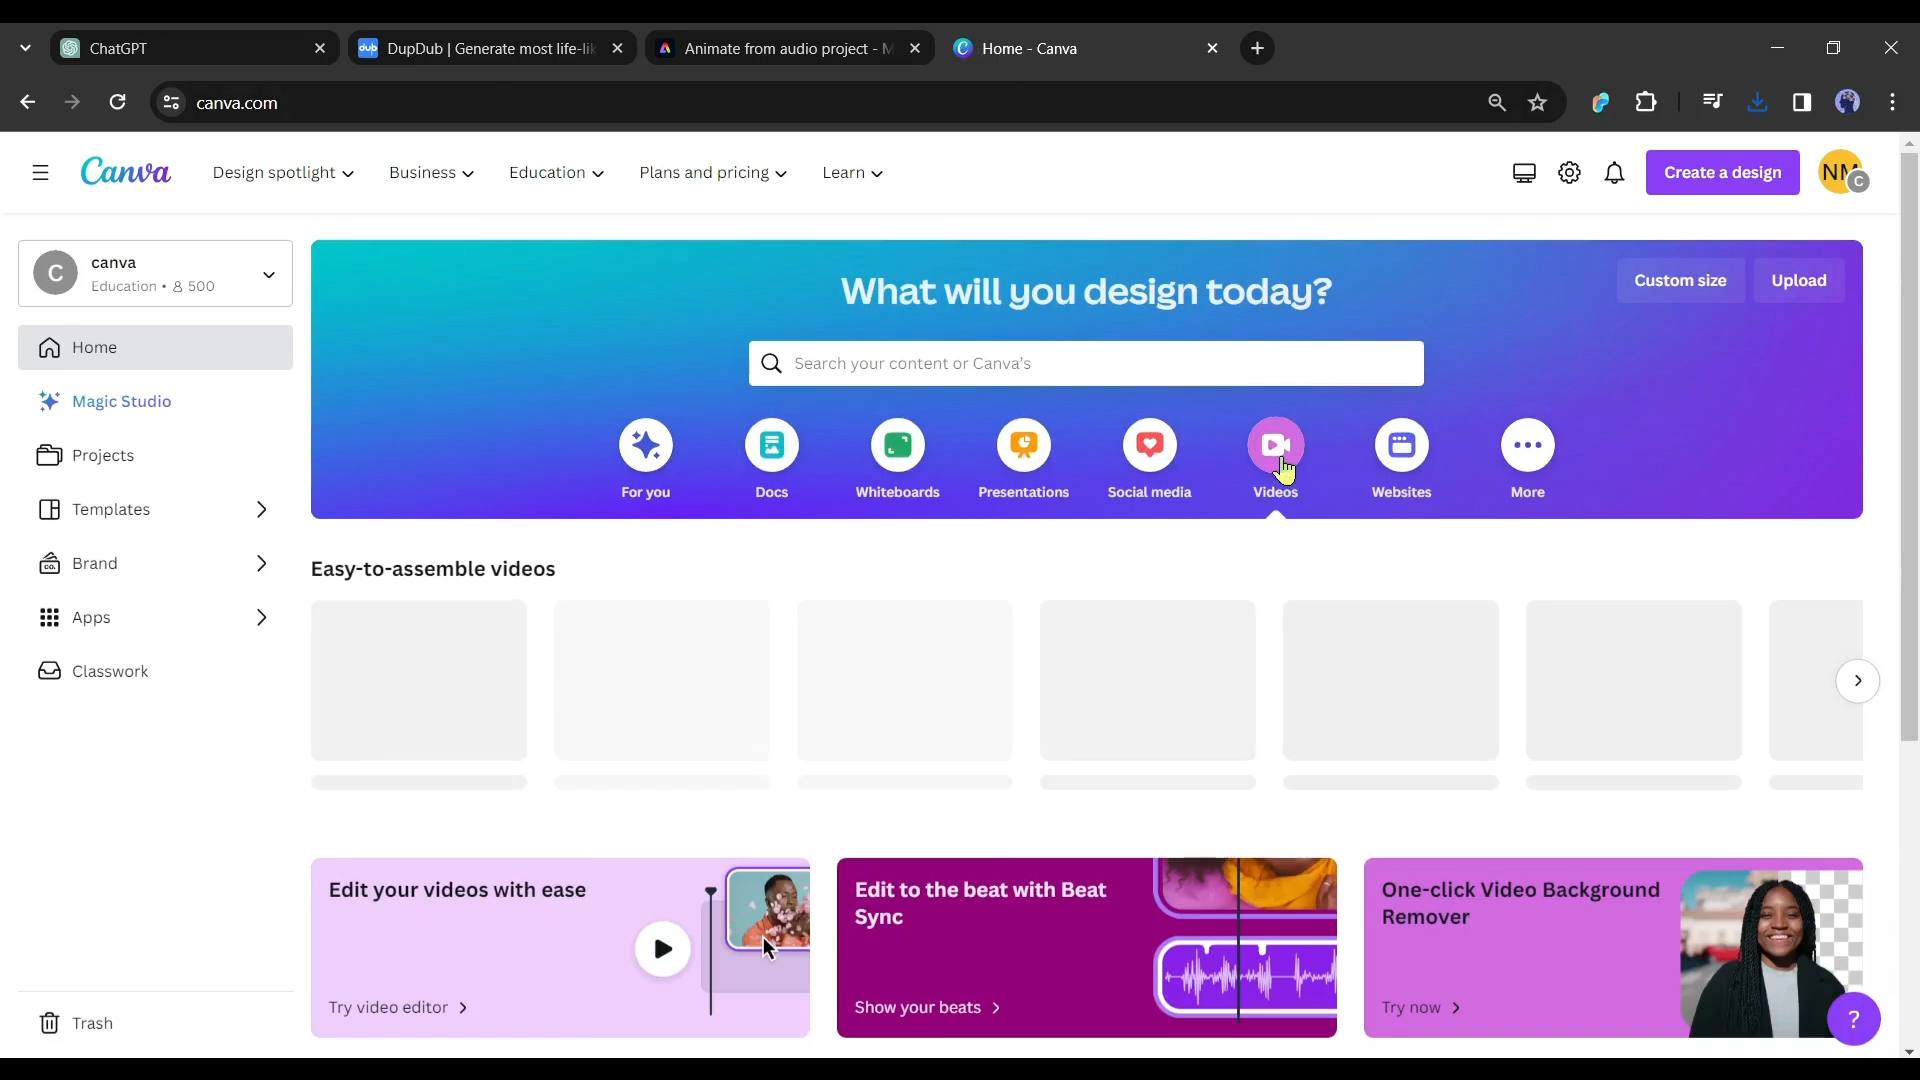 ChatGPT
DupDub | Generate most life-lik
Animate from audio project - M
Home - Canva
canva.com
Canva
Design spotlight
Business
Education
Plans and pricing
Learn
Create a design
NM
C
C
canva
Education • 500
Home
Magic Studio
Projects
Templates
Brand
Apps
Classwork
Trash
What will you design today?
Custom size
Upload
Search your content or Canva's
For you
Docs
Whiteboards
Presentations
Social media
Videos
Websites
More
Easy-to-assemble videos
Edit your videos with ease
Try video editor
Edit to the beat with Beat
Sync
Show your beats
One-click Video Background
Remover
Try now
?